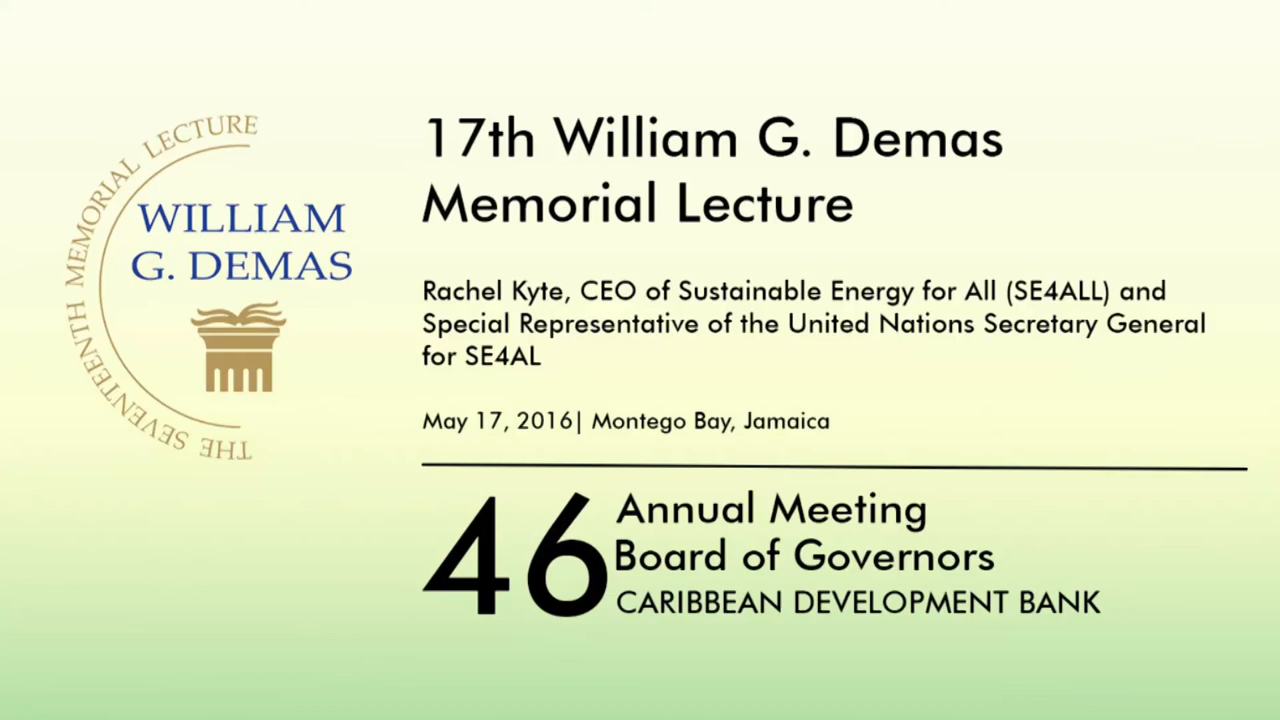 THE SEVENTEENTH MEMORIAL LECTURE
WILLIAM
G. DEMAS
17th William G. Demas
Memorial Lecture
Rachel Kyte, CEO of Sustainable Energy for All (SE4ALL) and
Special Representative of the United Nations Secretary General
for SE4AL
May 17, 2016| Montego Bay, Jamaica
46
Annual Meeting
Board of Governors
CARIBBEAN DEVELOPMENT BANK